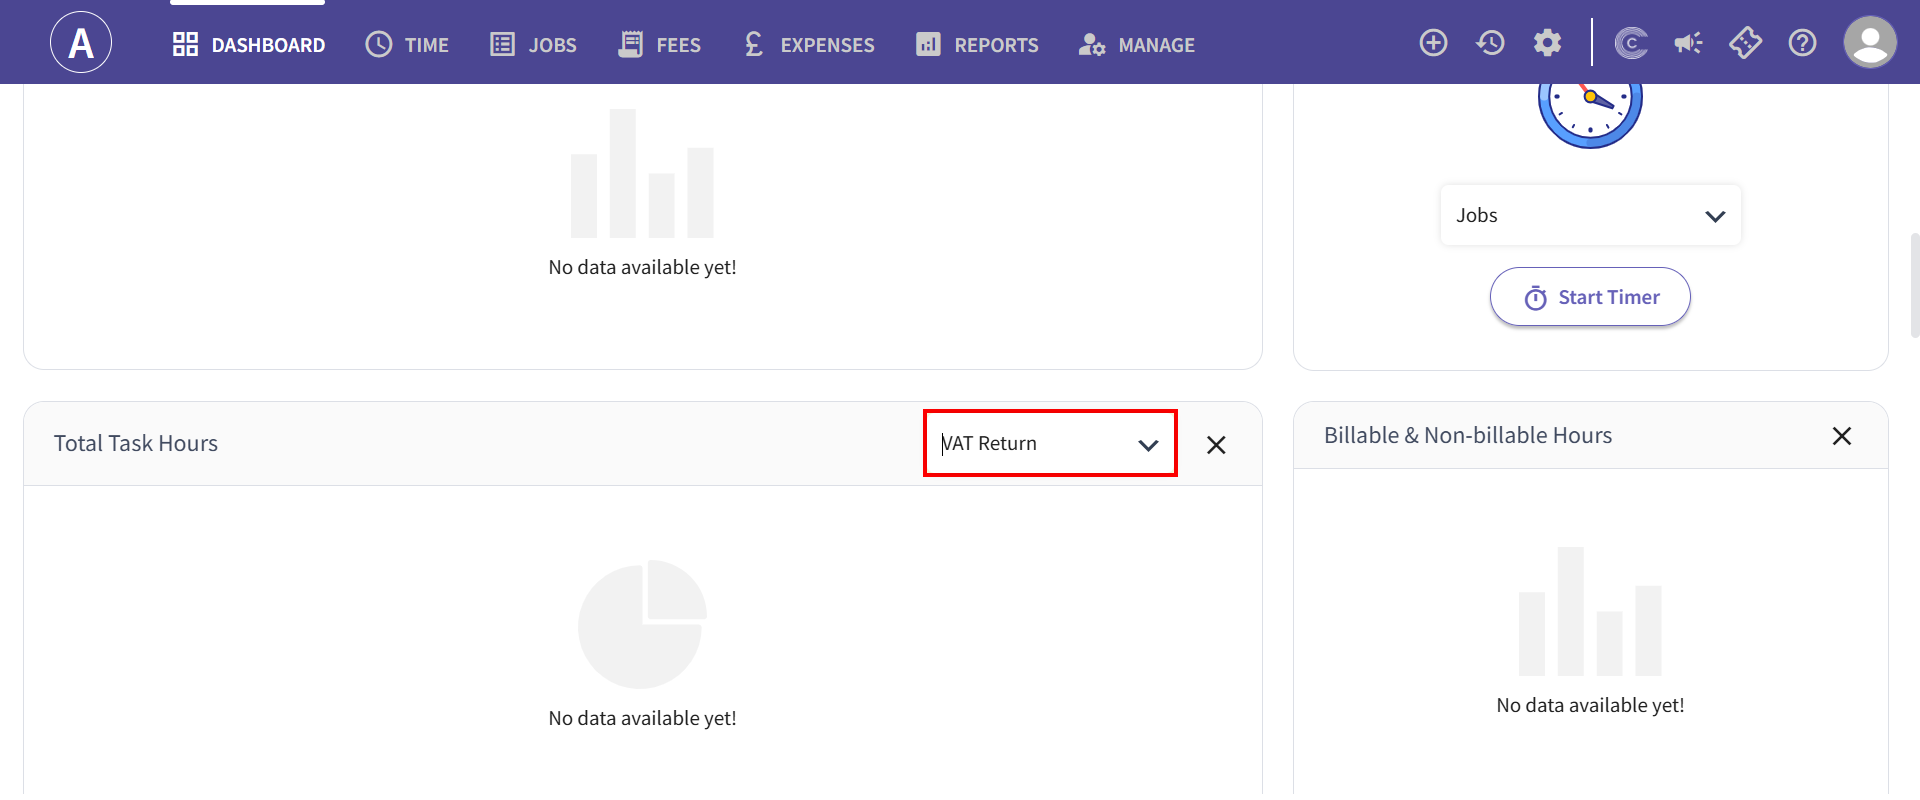 A DASHBOARD TIME JOBS FEES £ EXPENSES REPORTS MANAGE C ?
No data available yet!
Jobs
Start Timer
Total Task Hours
VAT Return
No data available yet!
Billable & Non-billable Hours
No data available yet!